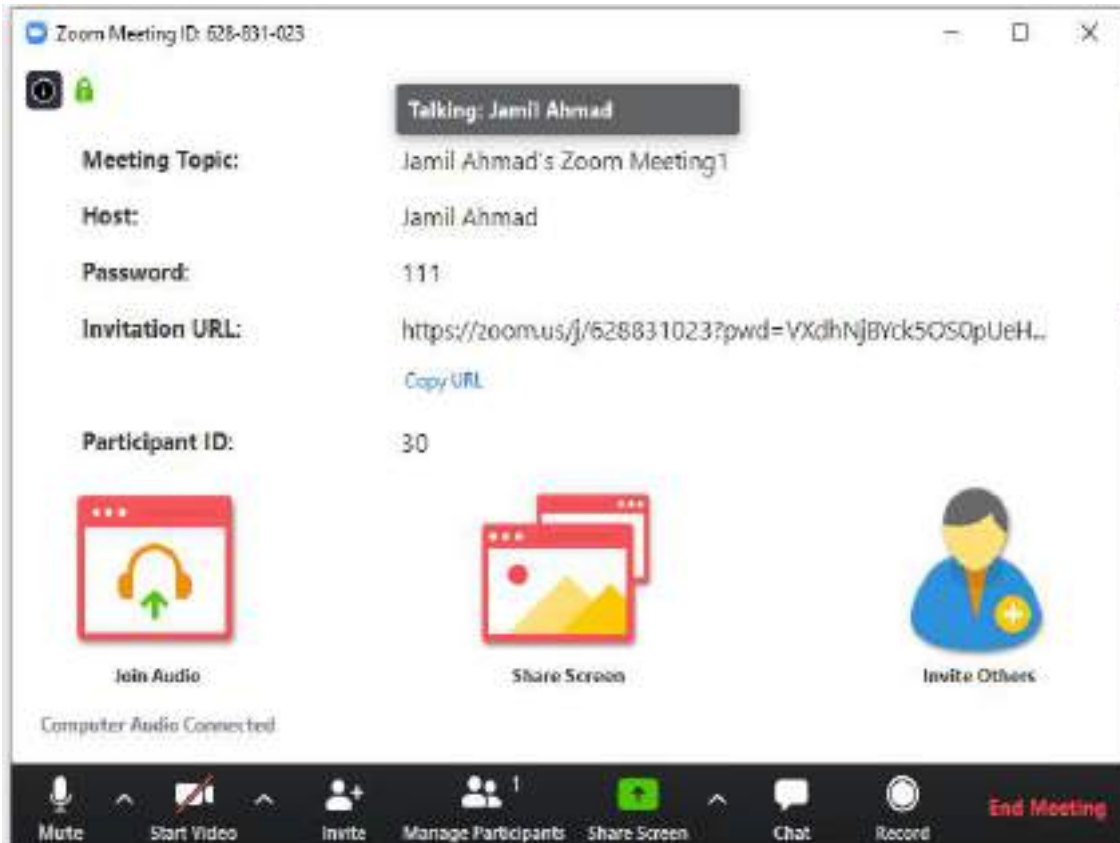 Zoom Meeting ID: 628-831-023
Talking: Jamil Ahmad
Meeting Topic: Jamil Ahmad's Zoom Meeting1
Host: Jamil Ahmad
Password: 111
Invitation URL: https://zoom.us/j/628831023?pwd=VXdhNjBYck5OS0pUeH...
Copy URL
Participant ID: 30
Join Audio Share Screen Invite Others
Computer Audio Connected
1
Mute Start Video Invite Manage Participants Share Screen Chat Record End Meeting